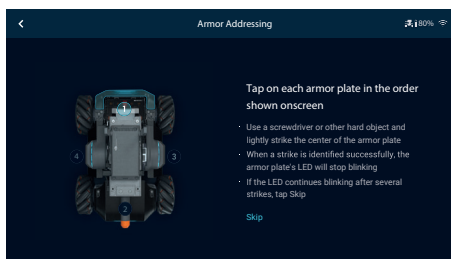 Armor Addressing
80%
1
4
3
2
Tap on each armor plate in the order
shown onscreen
· Use a screwdriver or other hard object and
lightly strike the center of the armor plate
· When a strike is identified successfully, the
armor plate's LED will stop blinking
· If the LED continues blinking after several
strikes, tap Skip
Skip